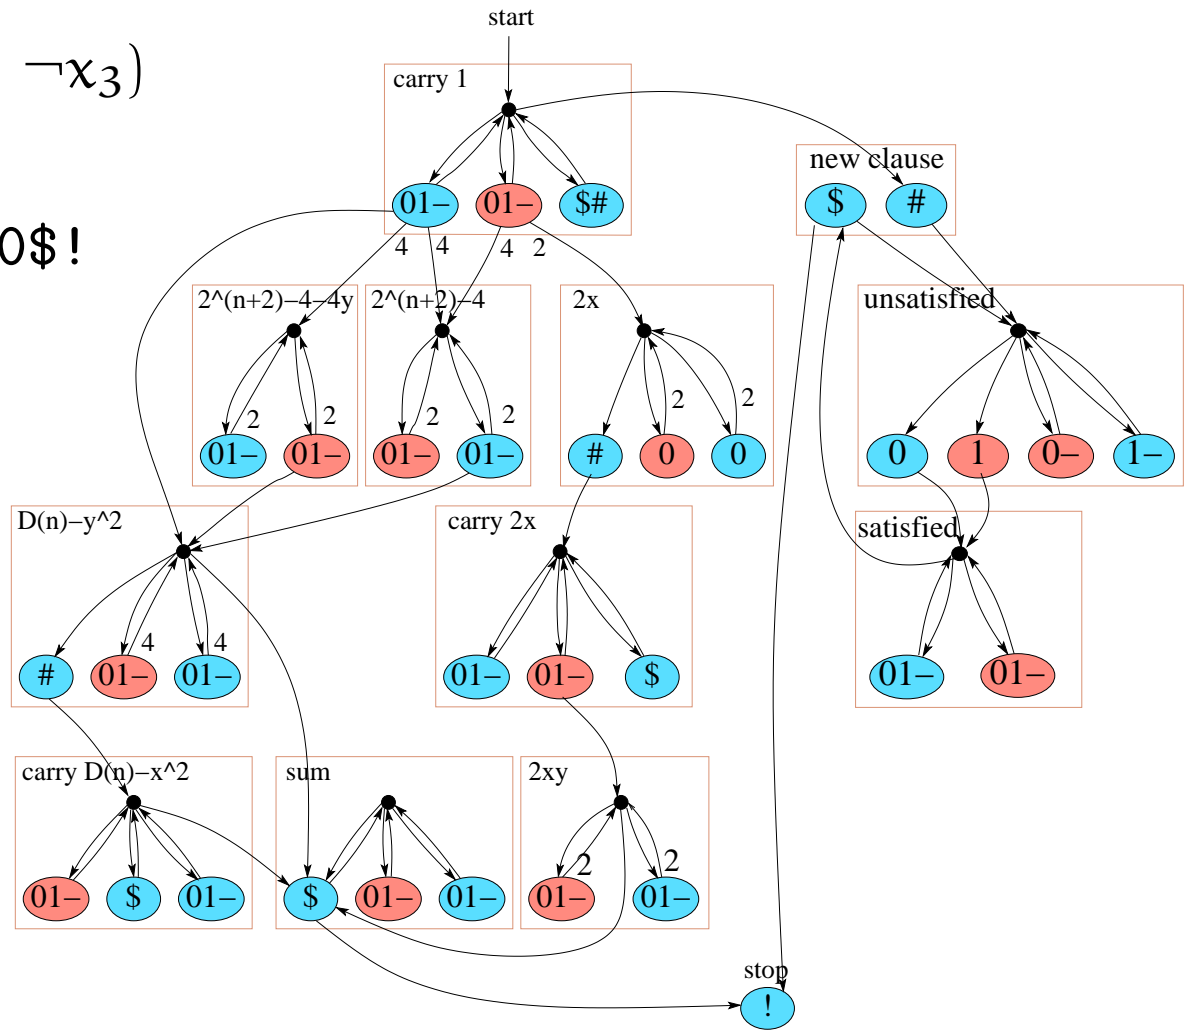 start
¬x₃)
carry 1
new clause
01− 01− $# $ #
0$!
4 4 4 2
2^(n+2)−4−4y 2^(n+2)−4 2x unsatisfied
2 2 2 2 2 2
01− 01− 01− 01− # 0 0 0 1 0− 1−
D(n)−y^2 carry 2x satisfied
4 4
# 01− 01− 01− 01− $ 01− 01−
carry D(n)−x^2 sum 2xy
2 2
01− $ 01− $ 01− 01− 01− 01−
stop
!